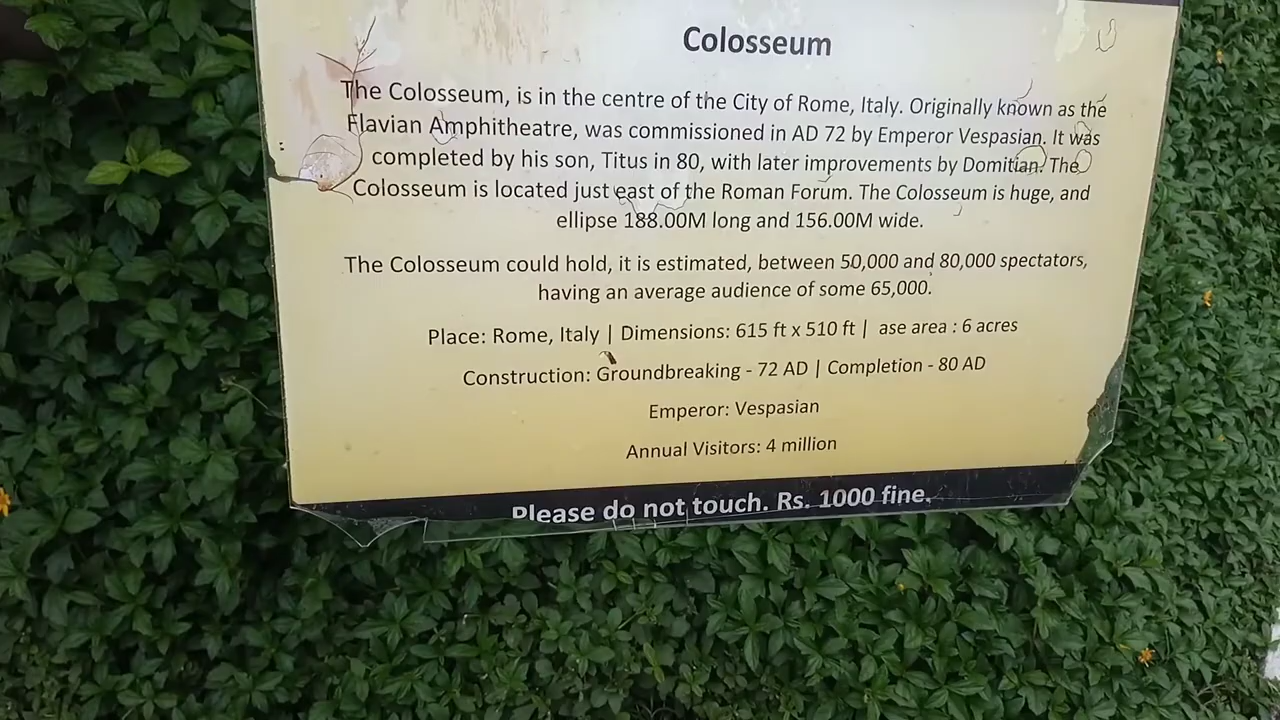 Colosseum
The Colosseum, is in the centre of the City of Rome, Italy. Originally known as the
Flavian Amphitheatre, was commissioned in AD 72 by Emperor Vespasian. It was
completed by his son, Titus in 80, with later improvements by Domitian. The
Colosseum is located just east of the Roman Forum. The Colosseum is huge, and
ellipse 188.00M long and 156.00M wide.
The Colosseum could hold, it is estimated, between 50,000 and 80,000 spectators,
having an average audience of some 65,000.
Place: Rome, Italy | Dimensions: 615 ft x 510 ft | ase area : 6 acres
Construction: Groundbreaking - 72 AD | Completion - 80 AD
Emperor: Vespasian
Annual Visitors: 4 million
Please do not touch. Rs. 1000 fine.